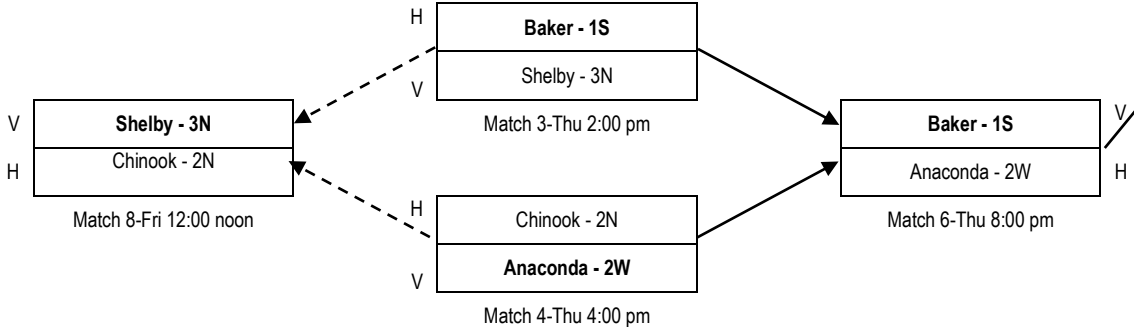 H
Baker - 1S
V
Shelby - 3N
Match 3-Thu 2:00 pm
V
Shelby - 3N
H
Chinook - 2N
Match 8-Fri 12:00 noon
V
Baker - 1S
H
Anaconda - 2W
Match 6-Thu 8:00 pm
H
Chinook - 2N
V
Anaconda - 2W
Match 4-Thu 4:00 pm